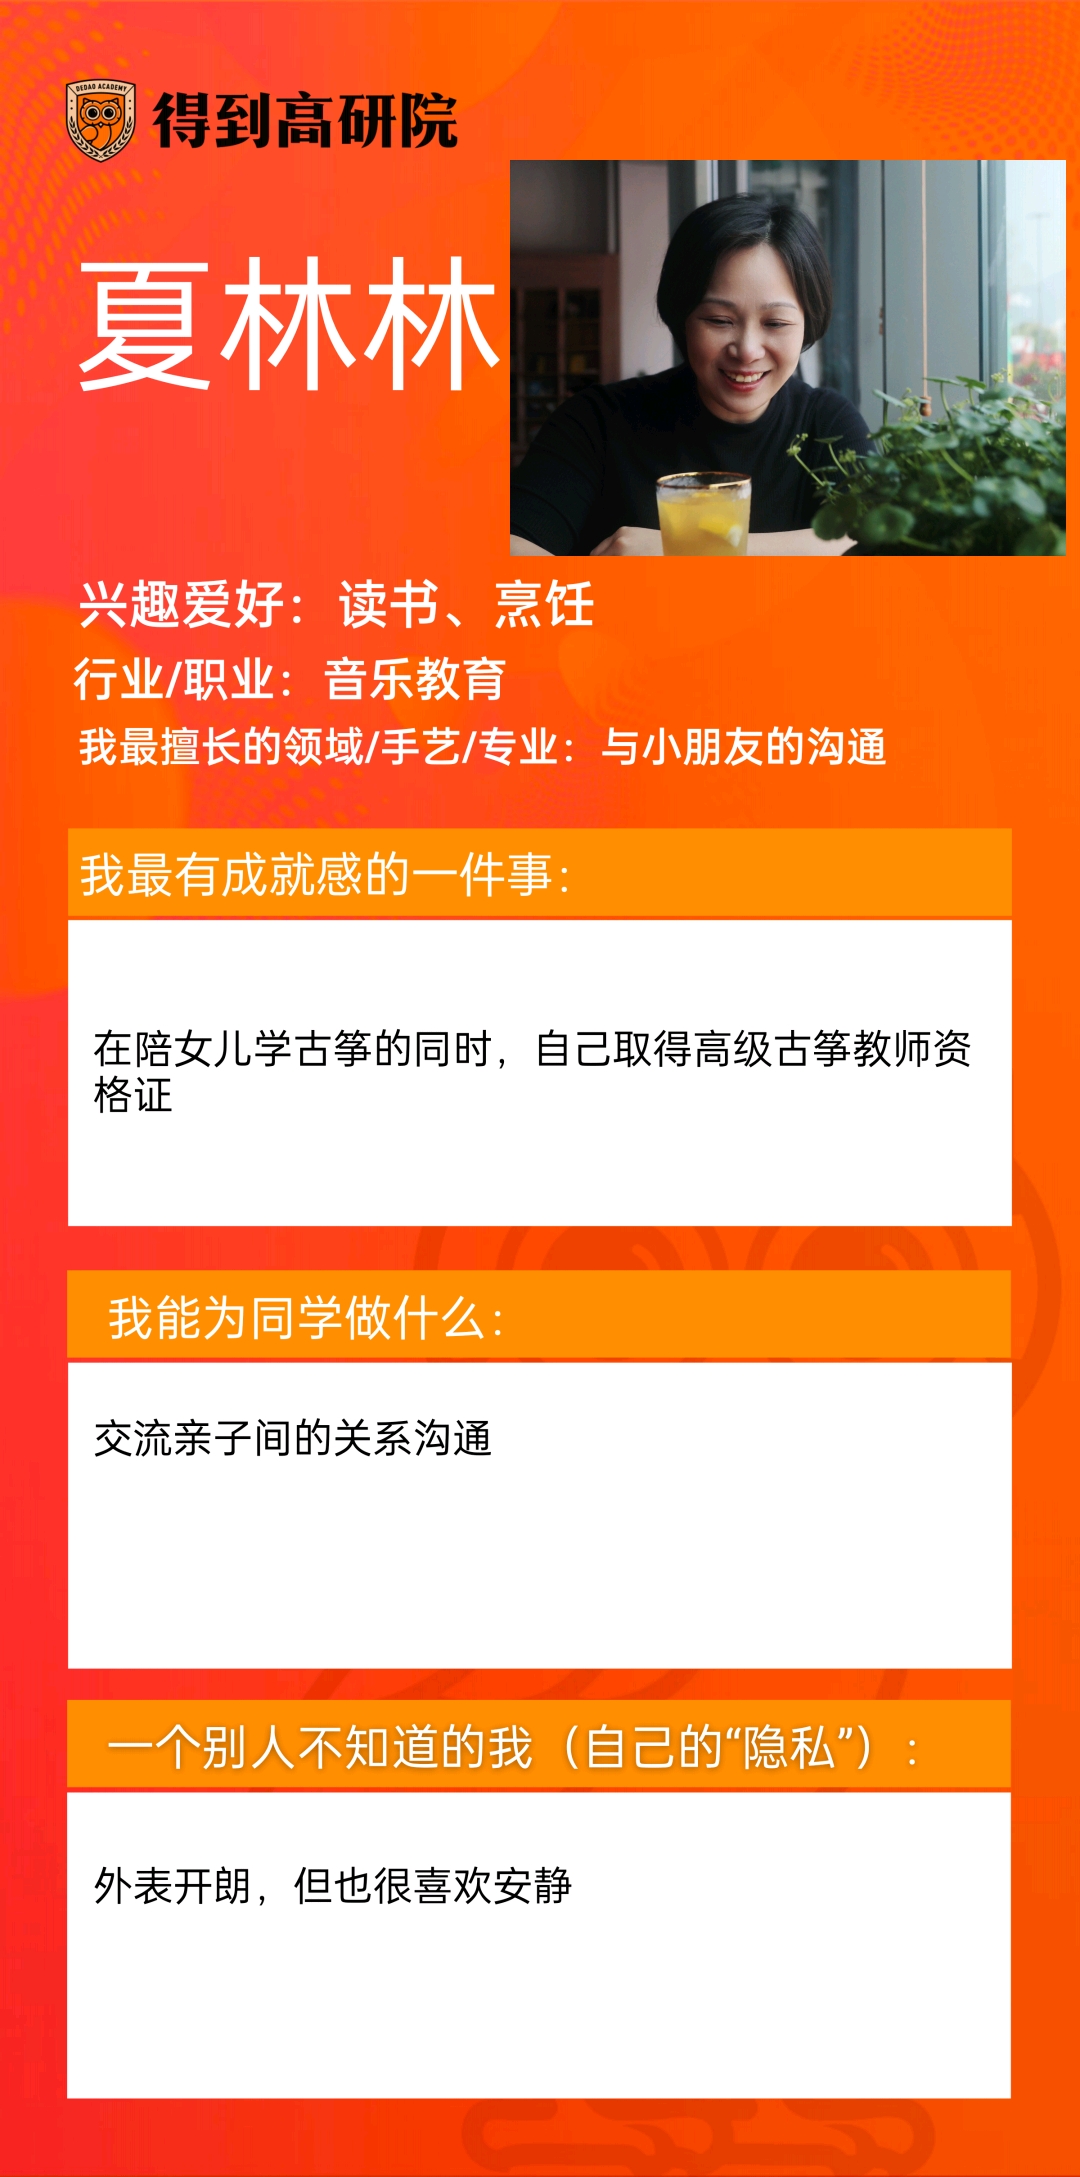 DEDAO ACADEMY
得到高研院
夏林林
兴趣爱好：读书、烹饪
行业/职业：音乐教育
我最擅长的领域/手艺/专业：与小朋友的沟通
我最有成就感的一件事：
在陪女儿学古筝的同时，自己取得高级古筝教师资
格证
我能为同学做什么：
交流亲子间的关系沟通
一个别人不知道的我（自己的“隐私”）：
外表开朗，但也很喜欢安静